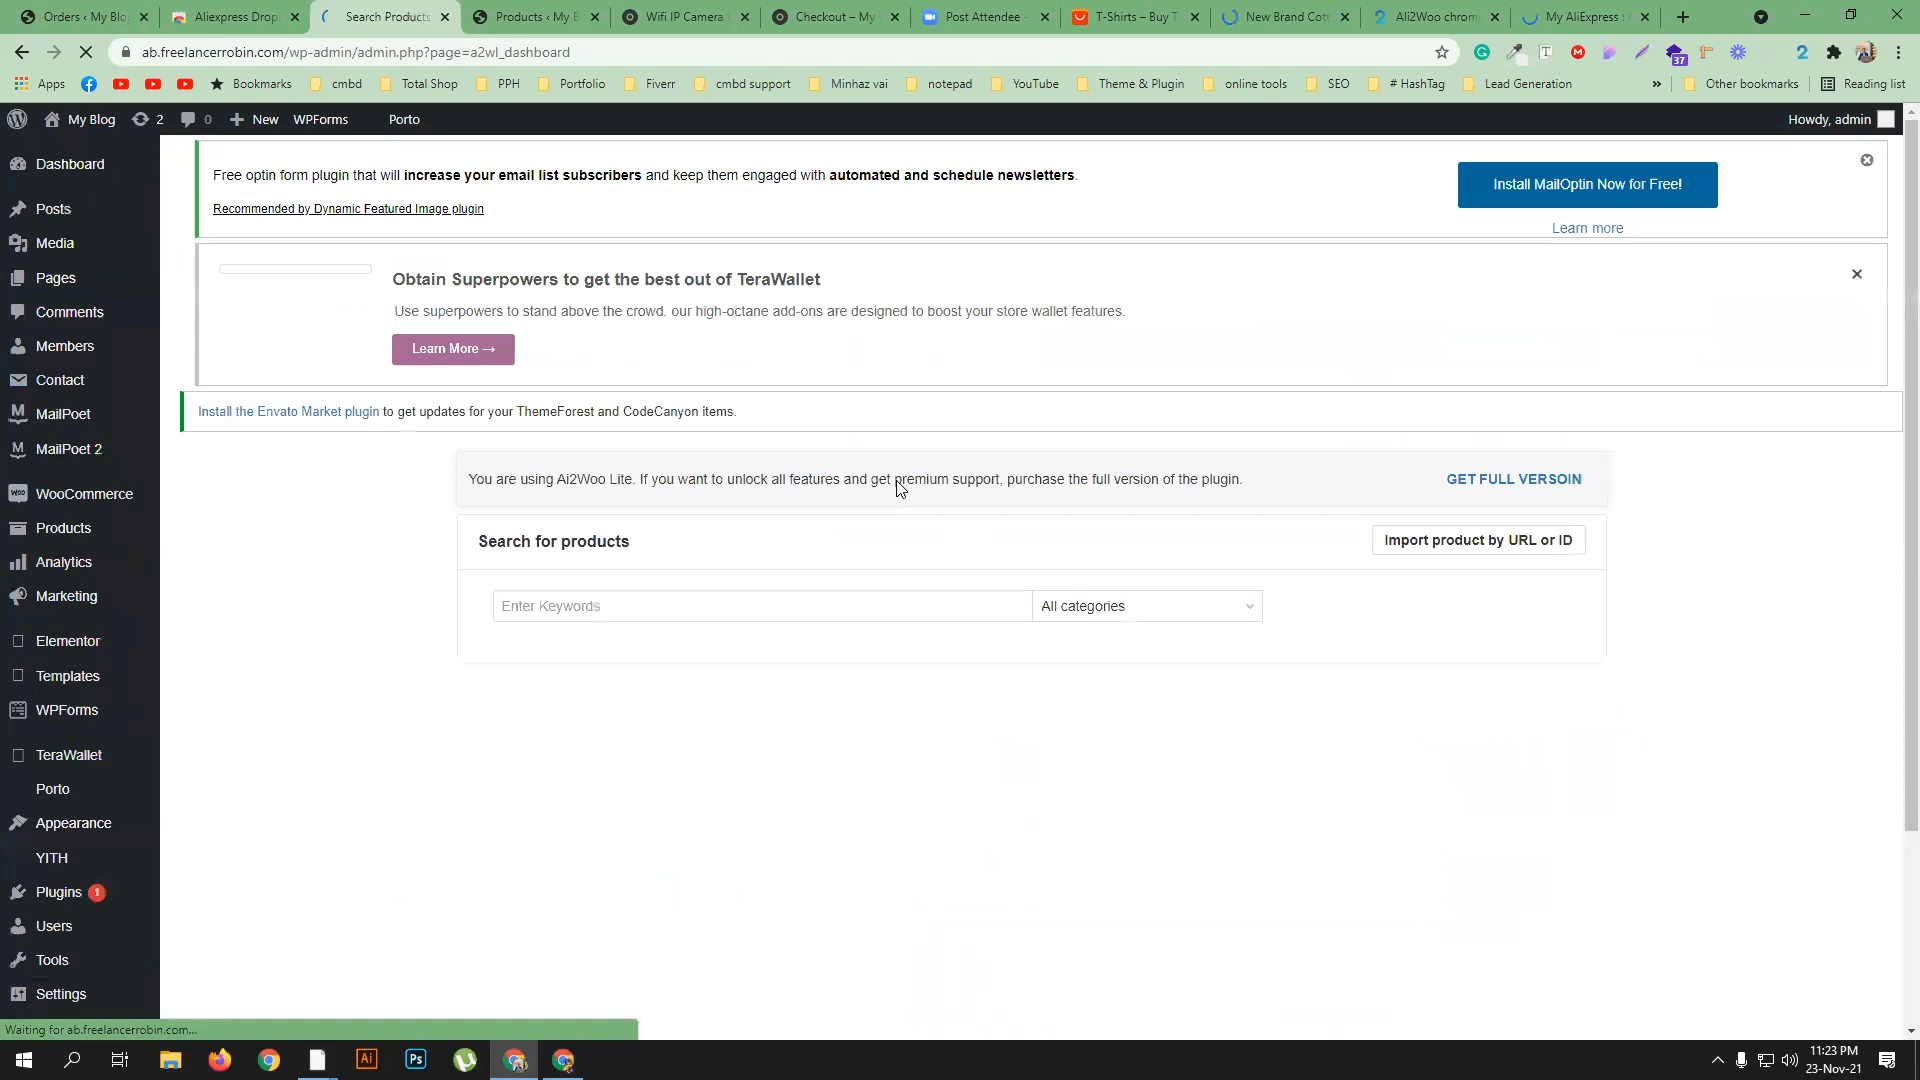 Orders ‹ My Blo
Aliexpress Drop
Search Products
Products ‹ My B
Wifi IP Camera
Checkout – My
Post Attendee -
T-Shirts – Buy T
New Brand Cott
Ali2Woo chrom
My AliExpress :
ab.freelancerrobin.com/wp-admin/admin.php?page=a2wl_dashboard
37
Apps
Bookmarks
cmbd
Total Shop
PPH
Portfolio
Fiverr
cmbd support
Minhaz vai
notepad
YouTube
Theme & Plugin
online tools
SEO
# HashTag
Lead Generation
»
Other bookmarks
Reading list
My Blog
2
0
New
WPForms
Porto
Howdy, admin
Dashboard
Posts
Media
Pages
Comments
Members
Contact
MailPoet
MailPoet 2
WooCommerce
Products
Analytics
Marketing
Elementor
Templates
WPForms
TeraWallet
Porto
Appearance
YITH
Plugins 1
Users
Tools
Settings
Free optin form plugin that will increase your email list subscribers and keep them engaged with automated and schedule newsletters.
Recommended by Dynamic Featured Image plugin
Install MailOptin Now for Free!
Learn more
Obtain Superpowers to get the best out of TeraWallet
Use superpowers to stand above the crowd. our high-octane add-ons are designed to boost your store wallet features.
Learn More →
Install the Envato Market plugin to get updates for your ThemeForest and CodeCanyon items.
You are using Ai2Woo Lite. If you want to unlock all features and get premium support, purchase the full version of the plugin.
GET FULL VERSOIN
Search for products
Import product by URL or ID
Enter Keywords
All categories
Waiting for ab.freelancerrobin.com...
Ai
Ps
11:23 PM
23-Nov-21